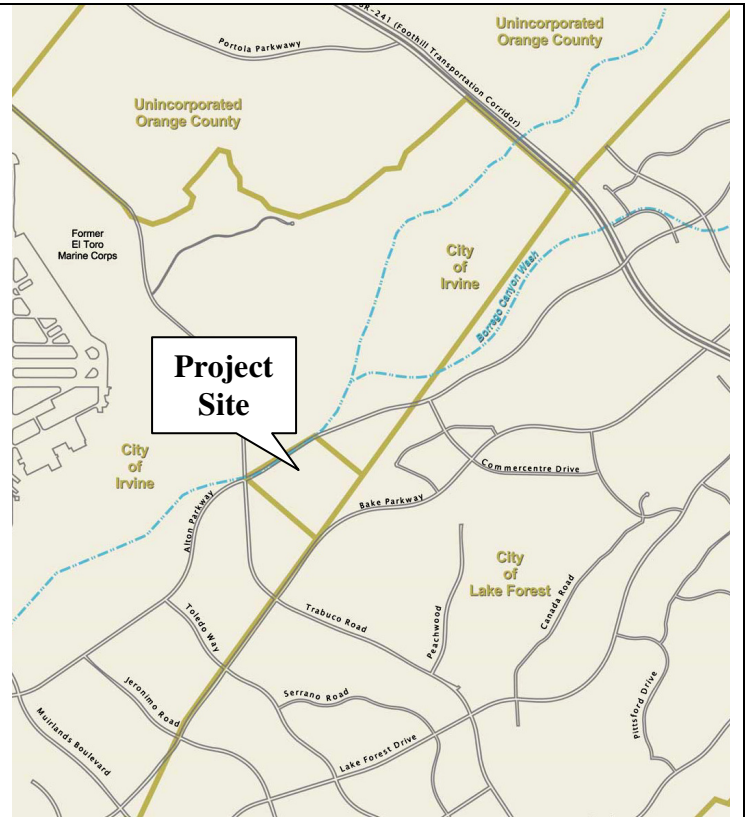 SR-241 (Foothill Transportation Corridor)
Unincorporated
Orange County
Portola Parkwawy
Unincorporated
Orange County
Former
El Toro
Marine Corps
City
of
Irvine
Borrego Canyon Wash
Project
Site
City
of
Irvine
Commercentre Drive
Bake Parkway
Alton Parkway
City
of
Lake Forest
Canada Road
Toledo Way
Trabuco Road
Peachwood
Jeronimo Road
Serrano Road
Pittsford Drive
Muirlands Boulevard
Lake Forest Drive